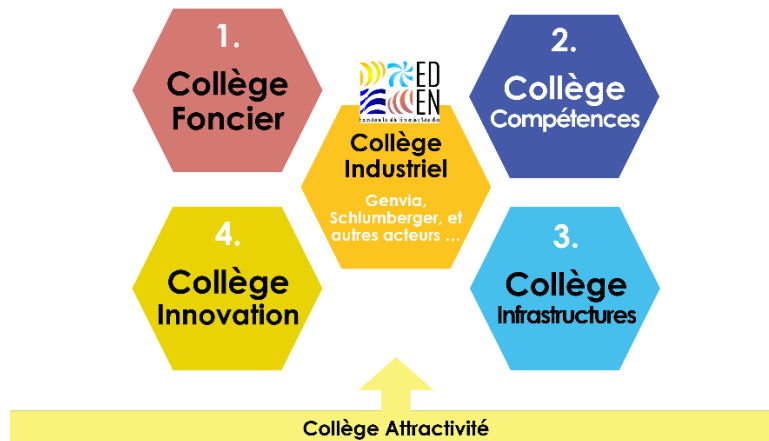 1.
Collège
Foncier
2.
Collège
Compétences
ED
EN
Collège
Industriel
Genvia,
Schlumberger, et
autres acteurs ...
4.
Collège
Innovation
3.
Collège
Infrastructures
Collège Attractivité